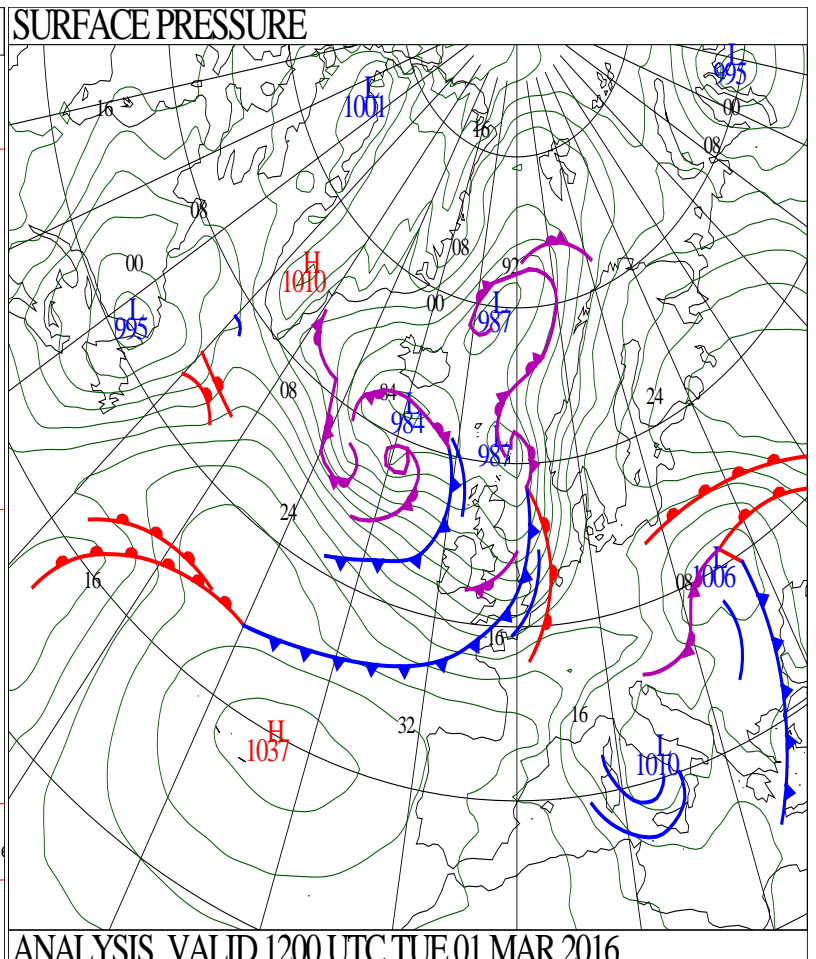 SURFACE PRESSURE
L
995
L
1001
16
00
16
08
08
08
00
H
1010
92
00
L
995
L
987
08
84
L
984
24
L
987
24
16
L
1006
08
16
16
32
H
1037
L
1010
ANALYSIS VALID 1200 UTC TUE 01 MAR 2016